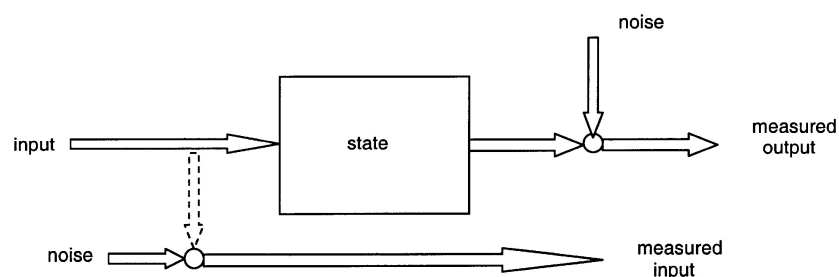 noise
input
state
measured
output
noise
measured
input